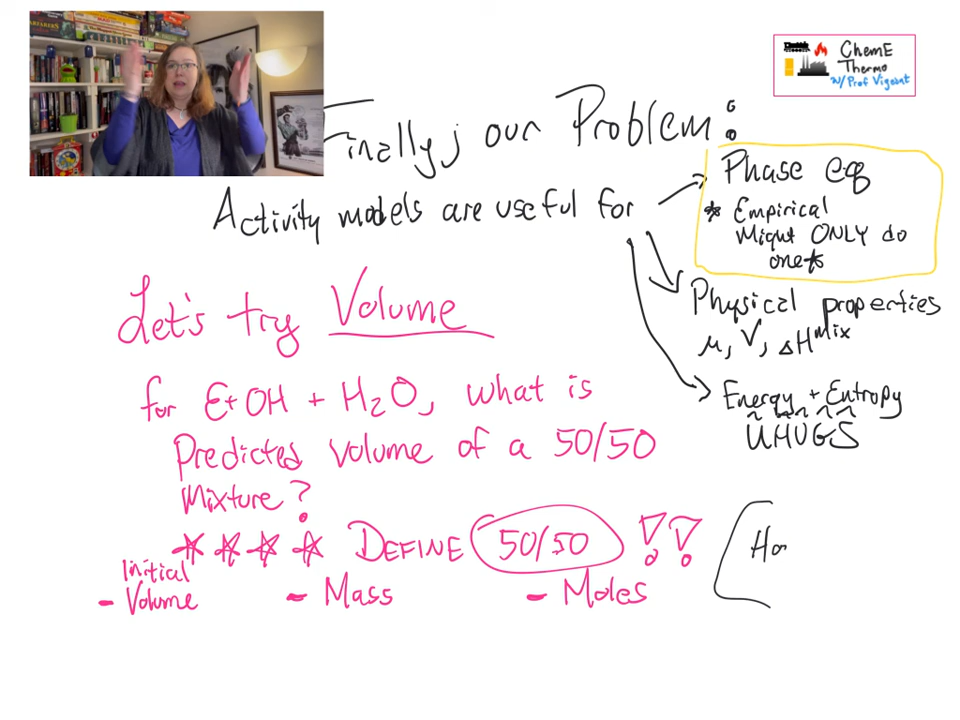 ChemE
Thermo
w/ Prof Vigeant
Finally, our Problem:
Activity models are useful for
Phase eq
* Empirical
Might ONLY do
one*
Physical properties
μ, V, ΔHmix
Energy + Entropy
UHUGS
Let's try Volume
for EtOH + H2O, what is
Predicted volume of a 50/50
Mixture?
**** DEFINE 50/50 !!
Initial
- Volume - Mass - Moles
Ho